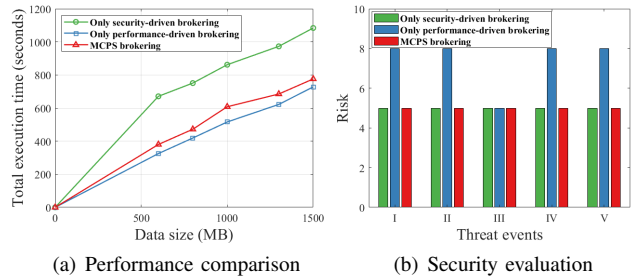 1200
1000
800
600
400
200
0
Total execution time (seconds)
Only security-driven brokering
Only performance-driven brokering
MCPS brokering
0 500 1000 1500
Data size (MB)
(a) Performance comparison
10
8
6
4
2
0
Risk
Only security-driven brokering
Only performance-driven brokering
MCPS brokering
I II III IV V
Threat events
(b) Security evaluation